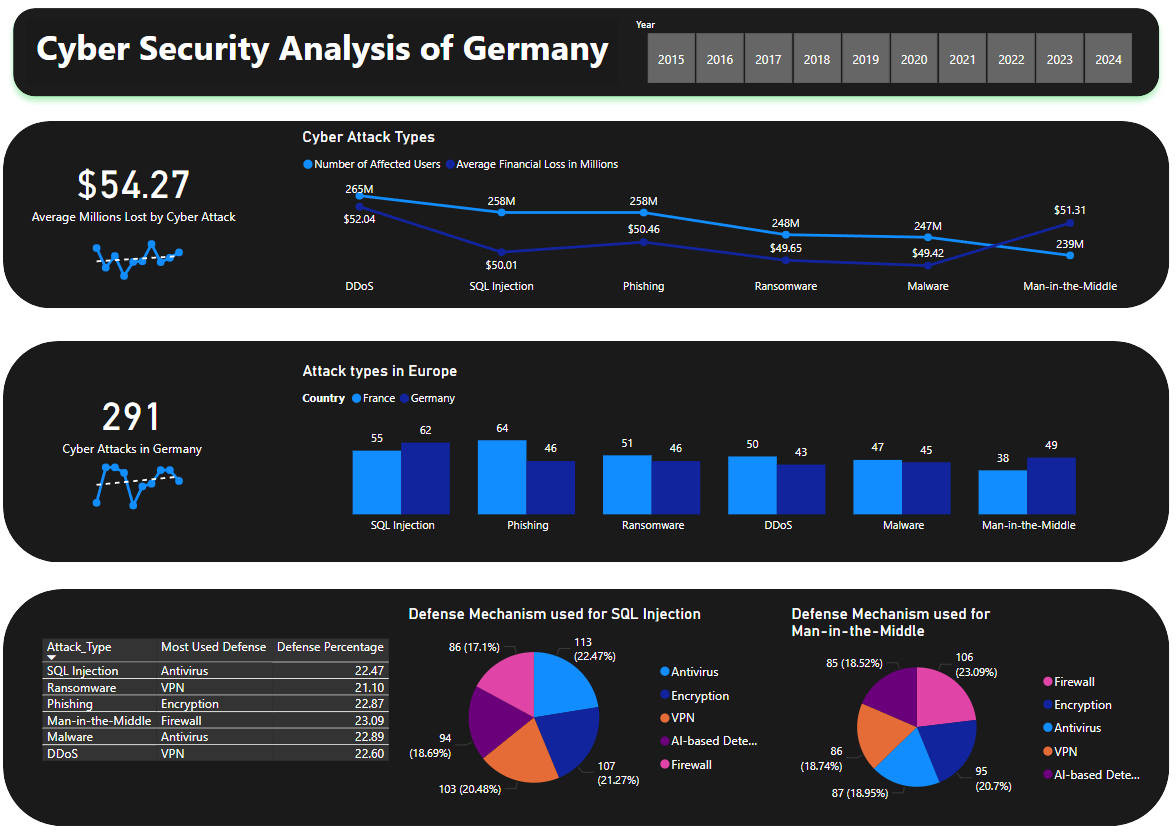 Cyber Security Analysis of Germany
Year
2015 2016 2017 2018 2019 2020 2021 2022 2023 2024
$54.27
Average Millions Lost by Cyber Attack
Cyber Attack Types
Number of Affected Users Average Financial Loss in Millions
265M 258M 258M 248M 247M 239M
$52.04 $50.01 $50.46 $49.65 $49.42 $51.31
DDoS SQL Injection Phishing Ransomware Malware Man-in-the-Middle
291
Cyber Attacks in Germany
Attack types in Europe
Country France Germany
55 62 64 46 51 46 50 43 47 45 38 49
SQL Injection Phishing Ransomware DDoS Malware Man-in-the-Middle
Attack_Type Most Used Defense Defense Percentage
SQL Injection Antivirus 22.47
Ransomware VPN 21.10
Phishing Encryption 22.87
Man-in-the-Middle Firewall 23.09
Malware Antivirus 22.89
DDoS VPN 22.60
Defense Mechanism used for SQL Injection
113
(22.47%)
107
(21.27%)
103 (20.48%)
94
(18.69%)
86 (17.1%)
Antivirus
Encryption
VPN
AI-based Dete...
Firewall
Defense Mechanism used for
Man-in-the-Middle
106
(23.09%)
95
(20.7%)
87 (18.95%)
86
(18.74%)
85 (18.52%)
Firewall
Encryption
Antivirus
VPN
AI-based Dete...